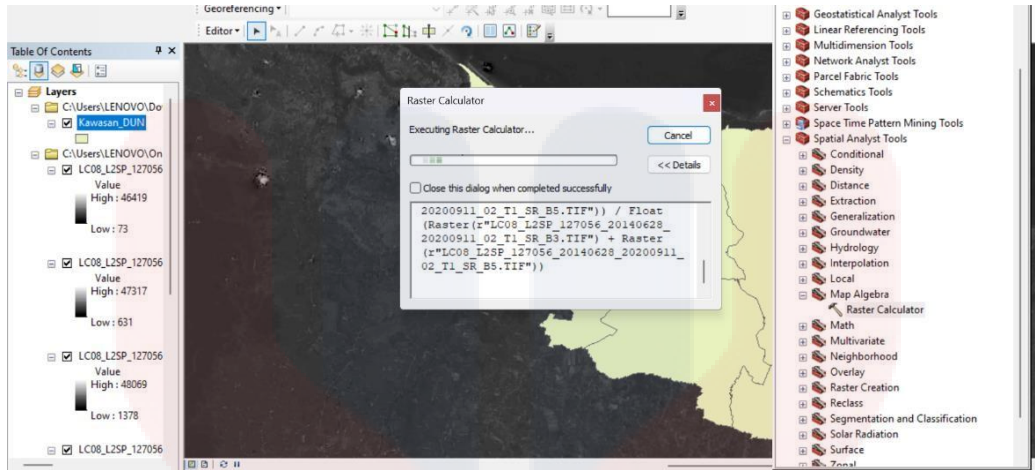 Georeferencing
Editor
Table Of Contents
Layers
C:\Users\LENOVO\Do
Kawasan_DUN
C:\Users\LENOVO\On
LC08_L2SP_127056
Value
High : 46419
Low : 73
LC08_L2SP_127056
Value
High : 47317
Low : 631
LC08_L2SP_127056
Value
High : 48069
Low : 1378
LC08_L2SP_127056
Raster Calculator
Executing Raster Calculator...
Cancel
<< Details
Close this dialog when completed successfully
20200911_02_T1_SR_B5.TIF")) / Float
(Raster(r"LC08_L2SP_127056_20140628_
20200911_02_T1_SR_B3.TIF") + Raster
(r"LC08_L2SP_127056_20140628_20200911_
02_T1_SR_B5.TIF"))
Geostatistical Analyst Tools
Linear Referencing Tools
Multidimension Tools
Network Analyst Tools
Parcel Fabric Tools
Schematics Tools
Server Tools
Space Time Pattern Mining Tools
Spatial Analyst Tools
Conditional
Density
Distance
Extraction
Generalization
Groundwater
Hydrology
Interpolation
Local
Map Algebra
Raster Calculator
Math
Multivariate
Neighborhood
Overlay
Raster Creation
Reclass
Segmentation and Classification
Solar Radiation
Surface
Zonal